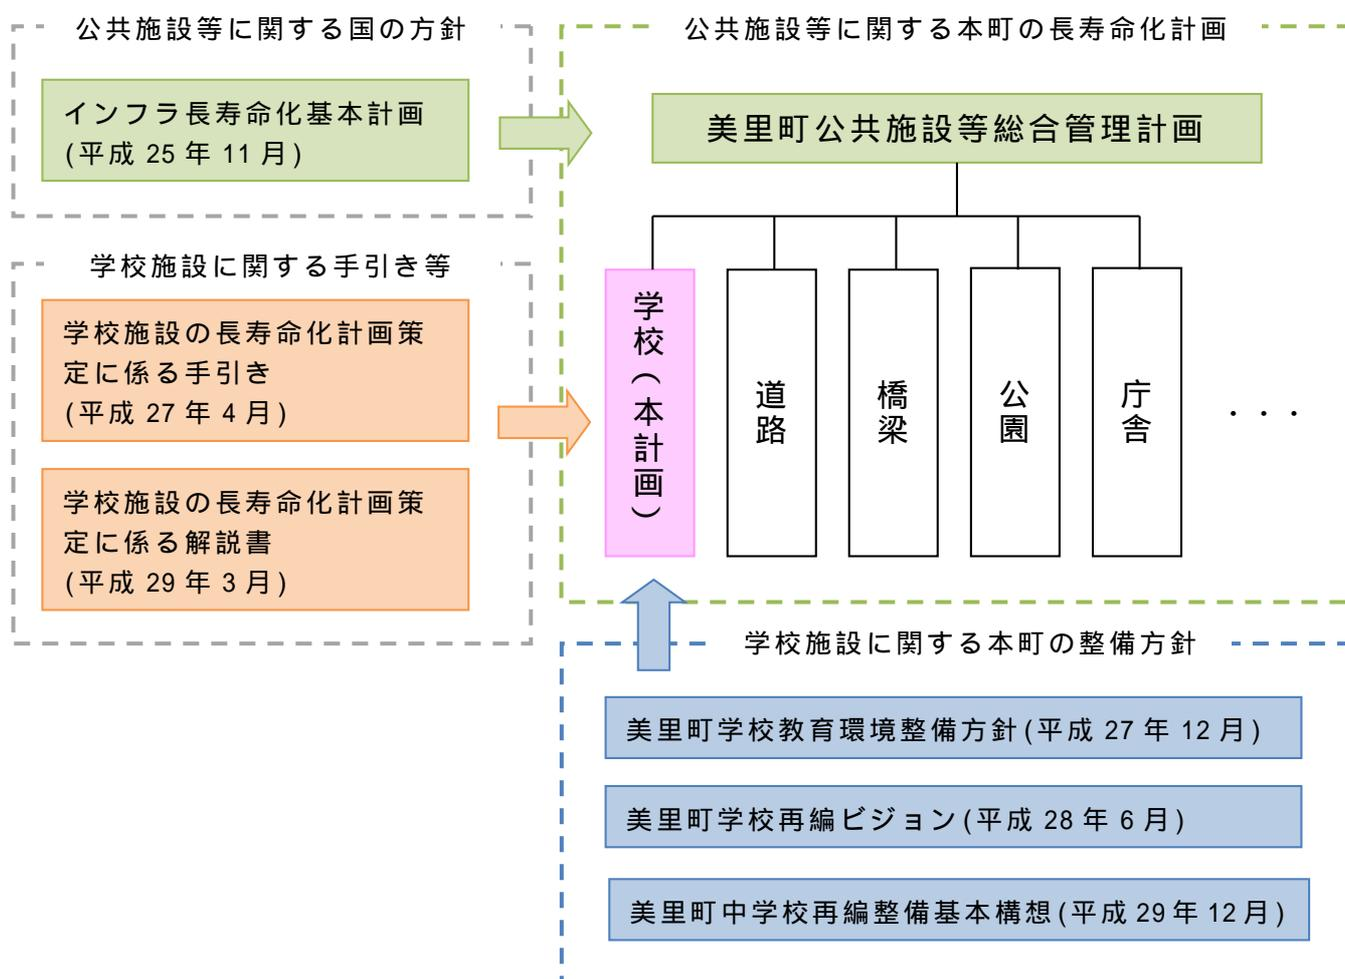 公共施設等に関する国の方針
インフラ長寿命化基本計画
(平成 25 年 11 月)
学校施設に関する手引き等
学校施設の長寿命化計画策
定に係る手引き
(平成 27 年 4 月)
学校施設の長寿命化計画策
定に係る解説書
(平成 29 年 3 月)
公共施設等に関する本町の長寿命化計画
美里町公共施設等総合管理計画
学校（本計画）
道路
橋梁
公園
庁舎
・・・
学校施設に関する本町の整備方針
美里町学校教育環境整備方針(平成 27 年 12 月)
美里町学校再編ビジョン(平成 28 年 6 月)
美里町中学校再編整備基本構想(平成 29 年 12 月)